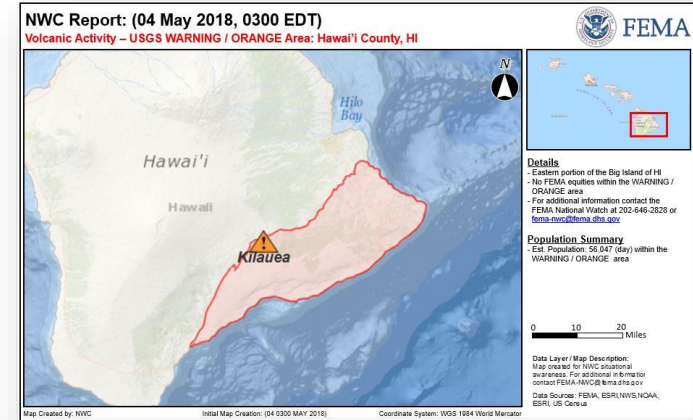 NWC Report: (04 May 2018, 0300 EDT)
Volcanic Activity – USGS WARNING / ORANGE Area: Hawai'i County, HI
FEMA
N
Hilo
Bay
Hawai'i
Hawaii
Kilauea
HAWAII
Details
- Eastern portion of the Big Island of HI
- No FEMA equities within the WARNING /
ORANGE area
- For additional information contact the
FEMA National Watch at 202-646-2828 or
fema-nwc@fema.dhs.gov
Population Summary
- Est. Population: 56,047 (day) within the
WARNING / ORANGE area
0 10 20
Miles
Data Layer / Map Description:
Map created for NWC situational
awareness. For additional information
contact FEMA-NWC@fema.dhs.gov
Data Sources: FEMA, ESRI,NWS,NOAA,
ESRI, US Census
Map Created by: NWC Initial Map Creation: (04 0300 MAY 2018) Coordinate System: WGS 1984 World Mercator